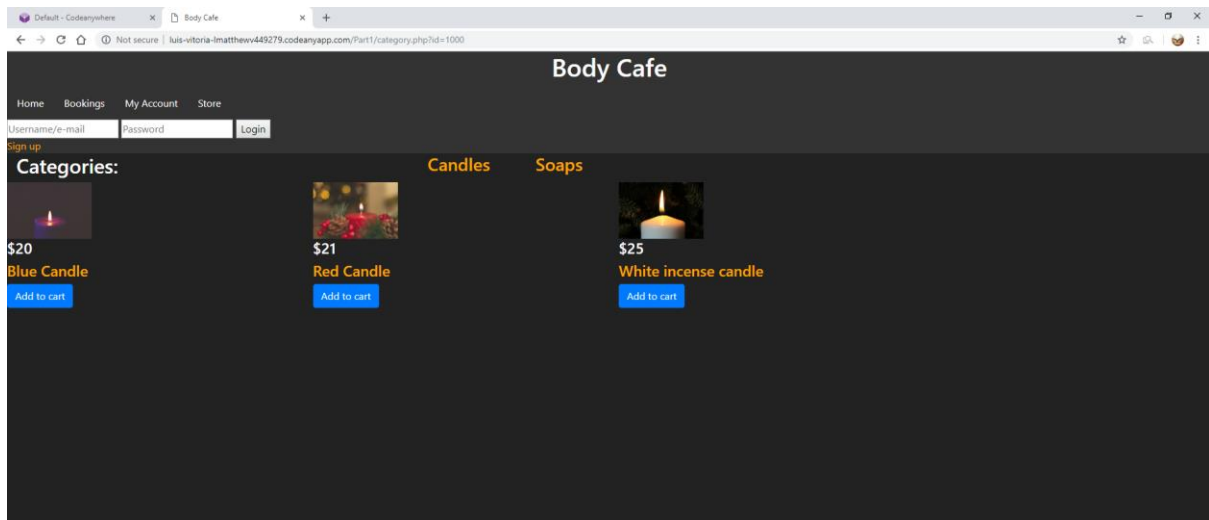 Default - Codeanywhere
Body Cafe
Not secure | luis-vitoria-lmatthewv449279.codeanyapp.com/Part1/category.php?id=1000
Body Cafe
Home Bookings My Account Store
Username/e-mail Password Login
Sign up
Categories: Candles Soaps
$20 $21 $25
Blue Candle Red Candle White incense candle
Add to cart Add to cart Add to cart